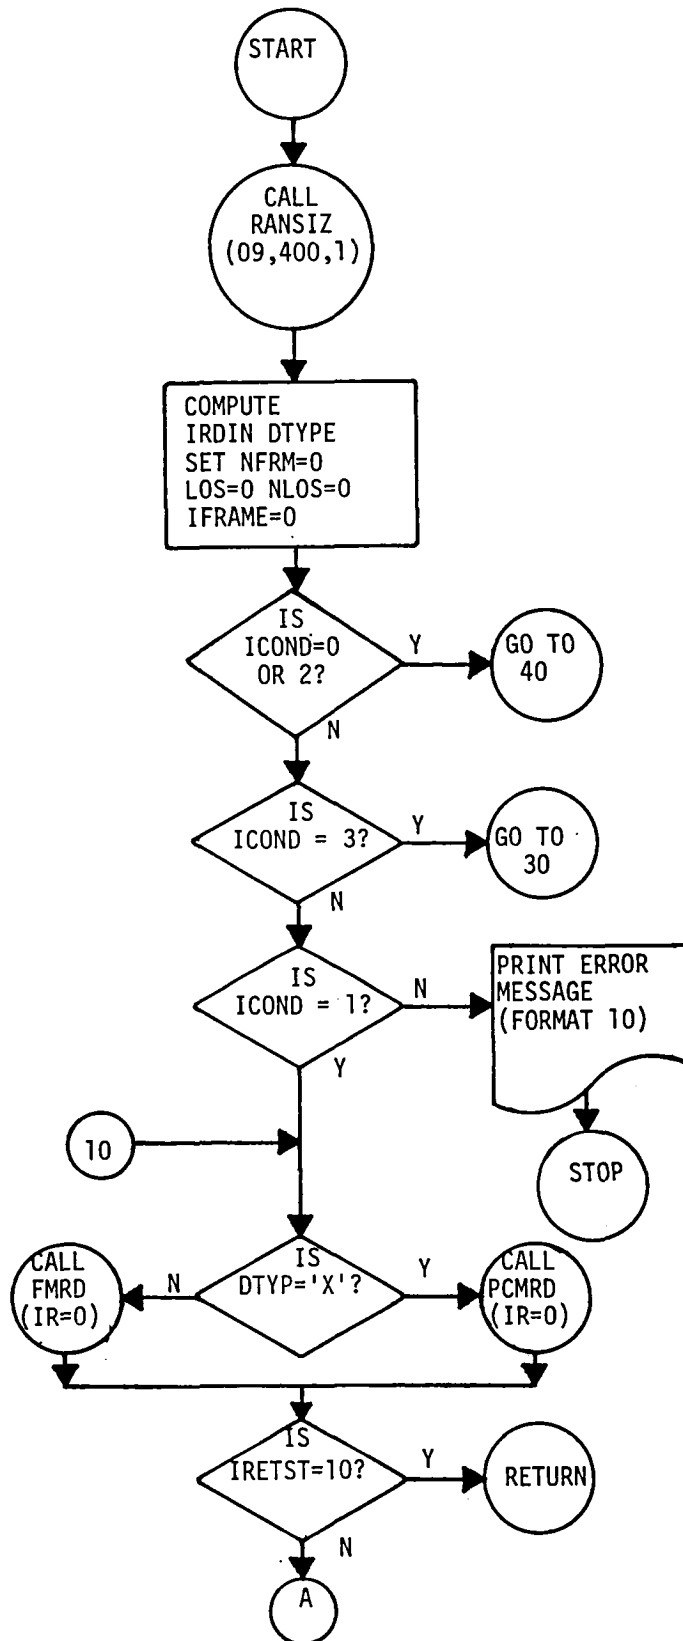 START
CALL
RANSIZ
(09,400,1)
COMPUTE
IRDIN DTYPE
SET NFRM=0
LOS=0 NLOS=0
IFRAME=0
IS
ICOND=0
OR 2?
Y
GO TO
40
N
IS
ICOND = 3?
Y
GO TO
30
N
IS
ICOND = 1?
N
PRINT ERROR
MESSAGE
(FORMAT 10)
Y
STOP
10
IS
DTYP='X'?
N
CALL
FMRD
(IR=0)
Y
CALL
PCMRD
(IR=0)
IS
IRETST=10?
Y
RETURN
N
A